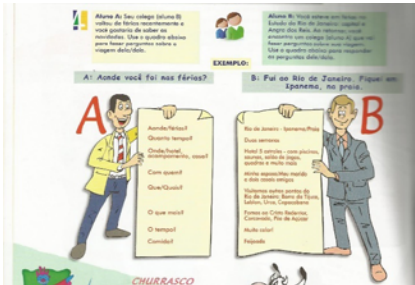 4
Aluno A: Seu colega (aluno B)
voltou de férias recentemente e
você gostaria de saber as
novidades. Use o quadro abaixo
para fazer perguntas sobre a
viagem dele/dela.
Aluno B: Você esteve em férias no
Estado do Rio de Janeiro: capital e
Angra dos Reis. Ao retornar, você
encontra um colega (aluno A) que vai
fazer perguntas sobre sua viagem.
Use o quadro abaixo para responder
as perguntas dele/dela.
EXEMPLO:
A: Aonde você foi nas férias?
B: Fui ao Rio de Janeiro. Fiquei em
Ipanema, na praia.
A
Aonde/férias?
Quanto tempo?
Onde/hotel,
acampamento, casa?
Com quem?
Que/Quais?
O que mais?
O tempo?
Comida?
B
Rio de Janeiro - Ipanema/Praia
Duas semanas
Hotel 5 estrelas - com piscinas,
saunas, salão de jogos,
quadras e muito mais
Minha esposa/Meu marido
e dois casais amigos
Visitamos outros pontos do
Rio de Janeiro; Barra da Tijuca,
Leblon, Urca, Copacabana
Fomos ao Cristo Redentor,
Corcovado, Pão de Açúcar
Muito calor!
Feijoada
CHURRASCO